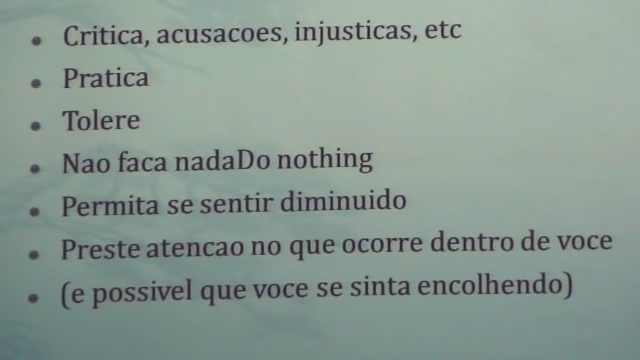 • Critica, acusacoes, injusticas, etc
• Pratica
• Tolere
• Nao faca nadaDo nothing
• Permita se sentir diminuido
• Preste atencao no que ocorre dentro de voce
• (e possivel que voce se sinta encolhendo)